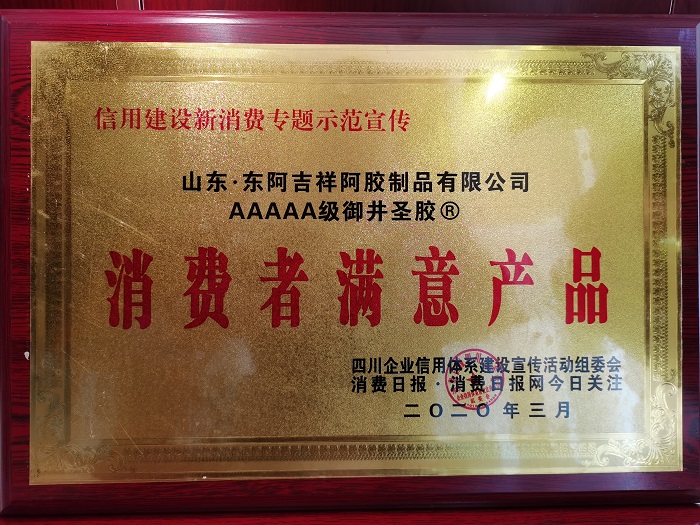 信用建设新消费专题示范宣传
山东·东阿吉祥阿胶制品有限公司
AAAAA级御井圣胶®
消费者满意产品
四川企业信用体系建设宣传活动组委会
消费日报·消费日报网今日关注
二〇二〇年三月